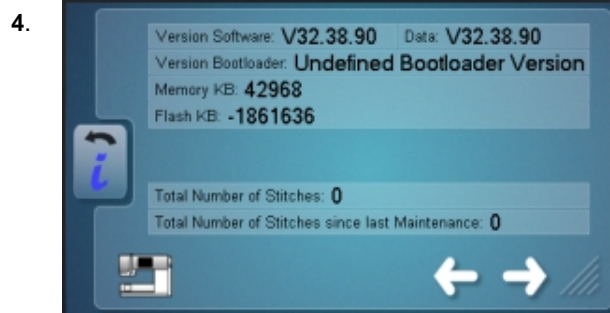 4.
Version Software: V32.38.90 Data: V32.38.90
Version Bootloader: Undefined Bootloader Version
Memory KB: 42968
Flash KB: -1861636
i
Total Number of Stitches: 0
Total Number of Stitches since last Maintenance: 0